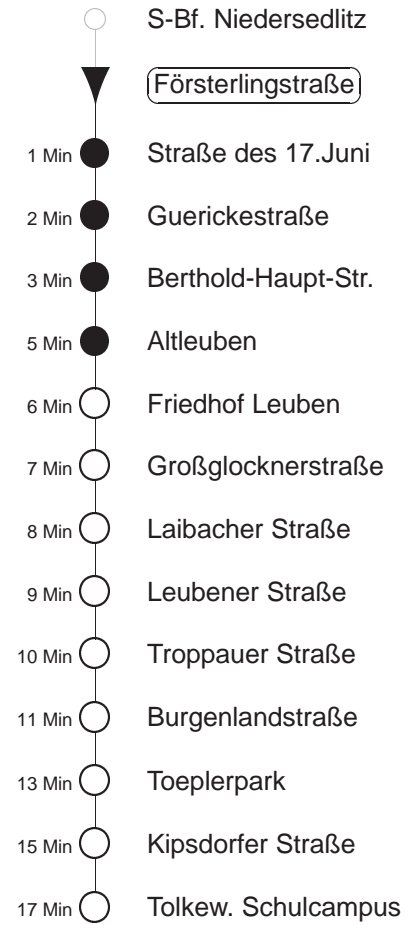 S-Bf. Niedersedlitz
Försterlingstraße
1 Min Straße des 17.Juni
2 Min Guerickestraße
3 Min Berthold-Haupt-Str.
5 Min Altleuben
6 Min Friedhof Leuben
7 Min Großglocknerstraße
8 Min Laibacher Straße
9 Min Leubener Straße
10 Min Troppauer Straße
11 Min Burgenlandstraße
13 Min Toeplerpark
15 Min Kipsdorfer Straße
17 Min Tolkew. Schulcampus